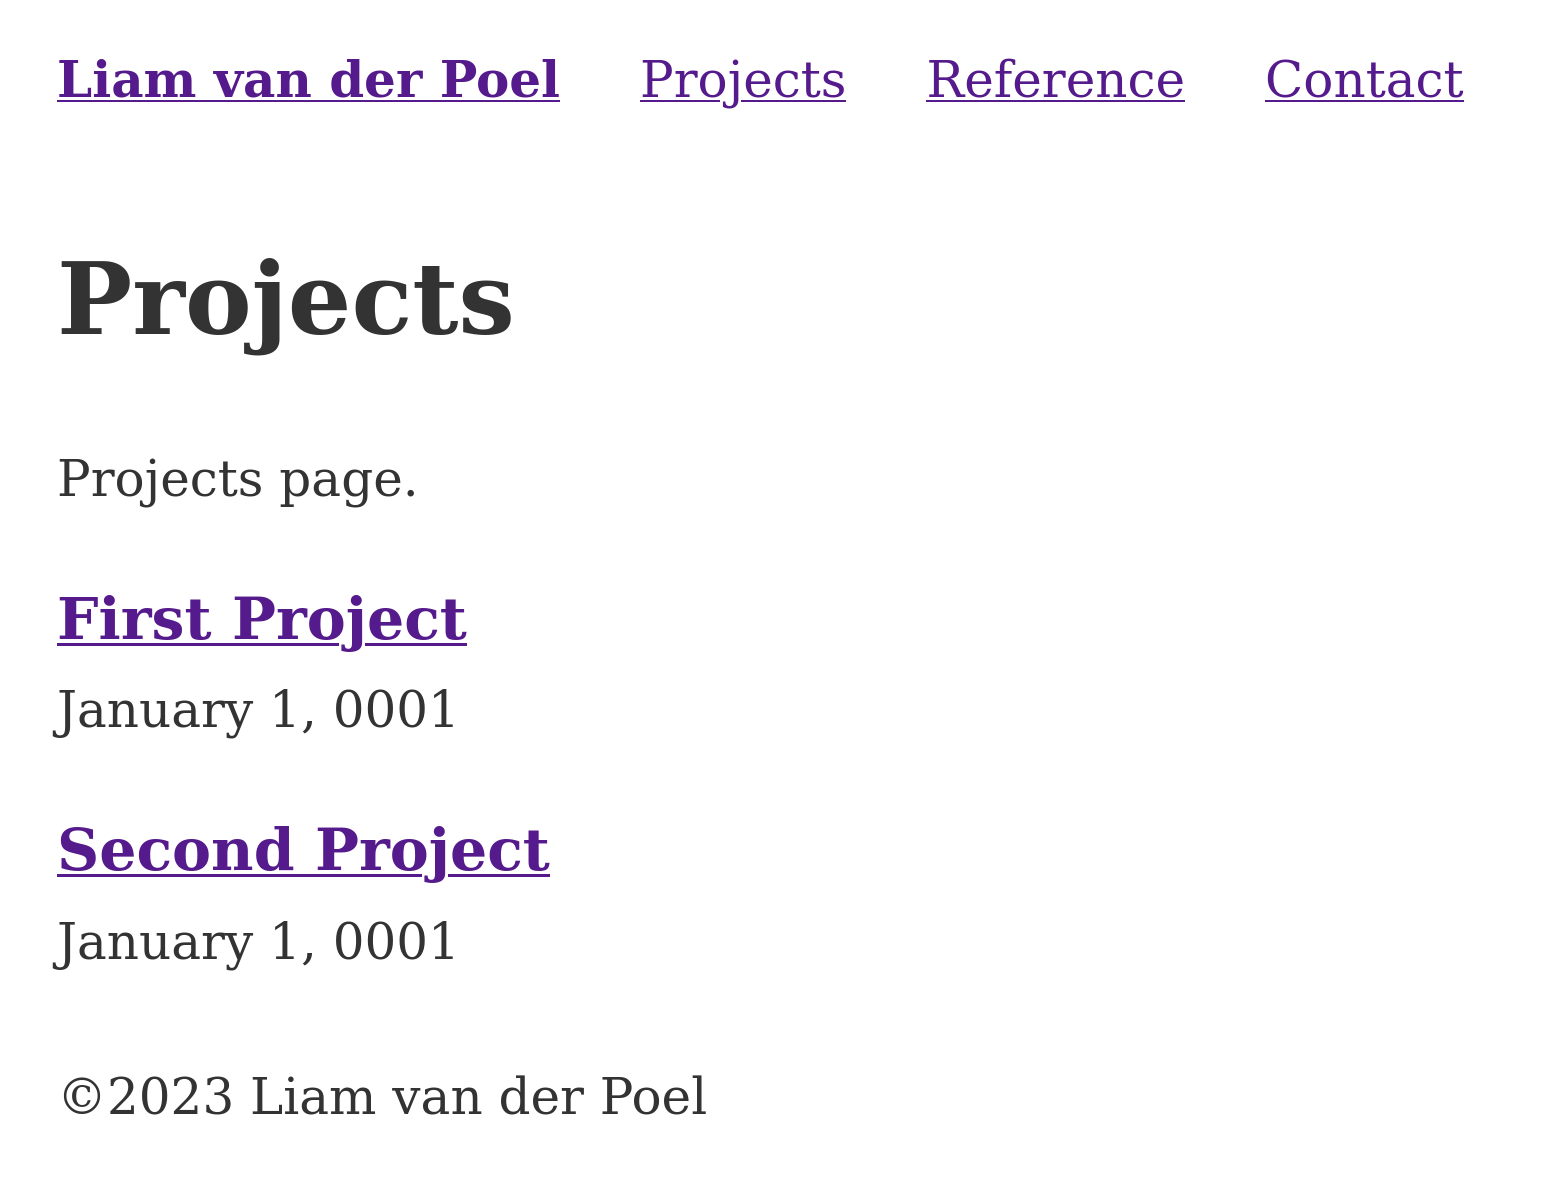 Liam van der Poel Projects Reference Contact
Projects
Projects page.
First Project
January 1, 0001
Second Project
January 1, 0001
©2023 Liam van der Poel